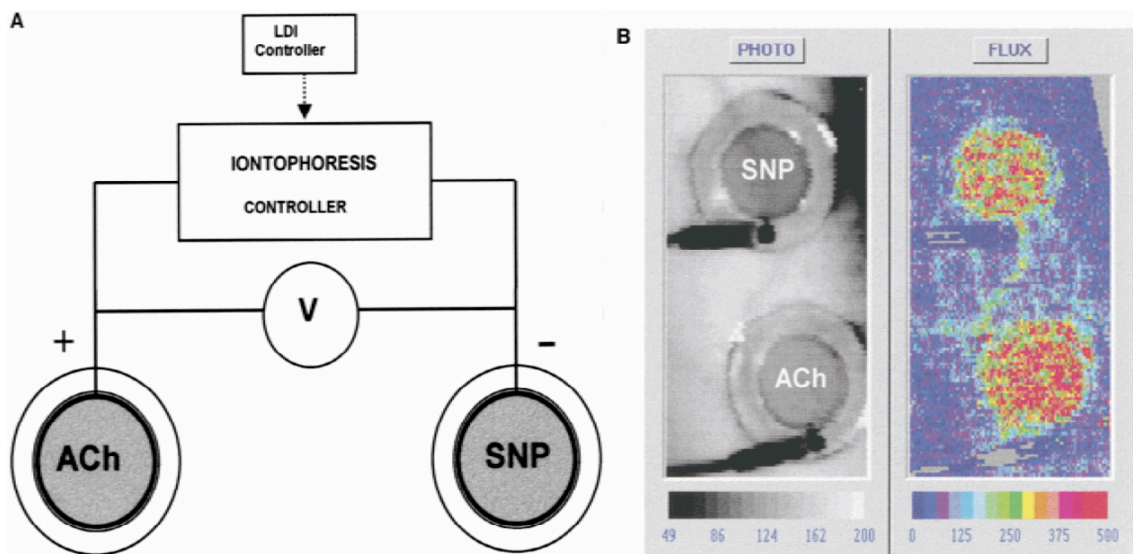 A
LDI
Controller
IONTOPHORESIS
CONTROLLER
V
+
-
ACh
SNP
B
PHOTO
FLUX
SNP
ACh
49 86 124 162 200
0 125 250 375 500